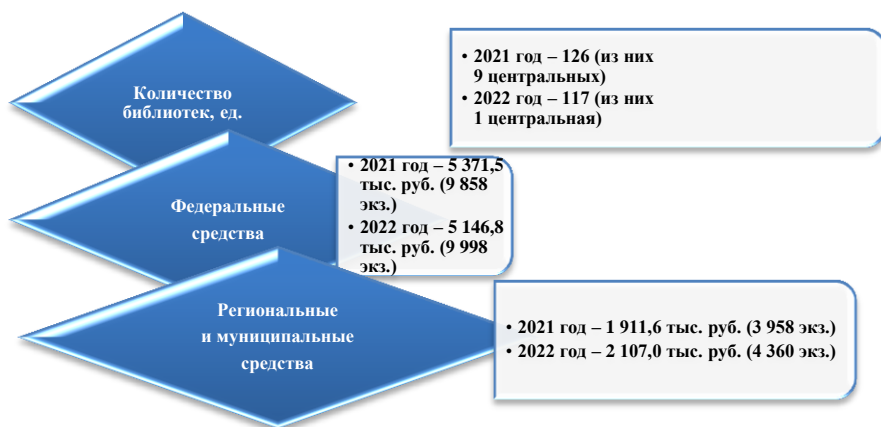 Количество
библиотек, ед.
• 2021 год – 126 (из них
9 центральных)
• 2022 год – 117 (из них
1 центральная)
Федеральные
средства
• 2021 год – 5 371,5
тыс. руб. (9 858
экз.)
• 2022 год – 5 146,8
тыс. руб. (9 998
экз.)
Региональные
и муниципальные
средства
• 2021 год – 1 911,6 тыс. руб. (3 958 экз.)
• 2022 год – 2 107,0 тыс. руб. (4 360 экз.)